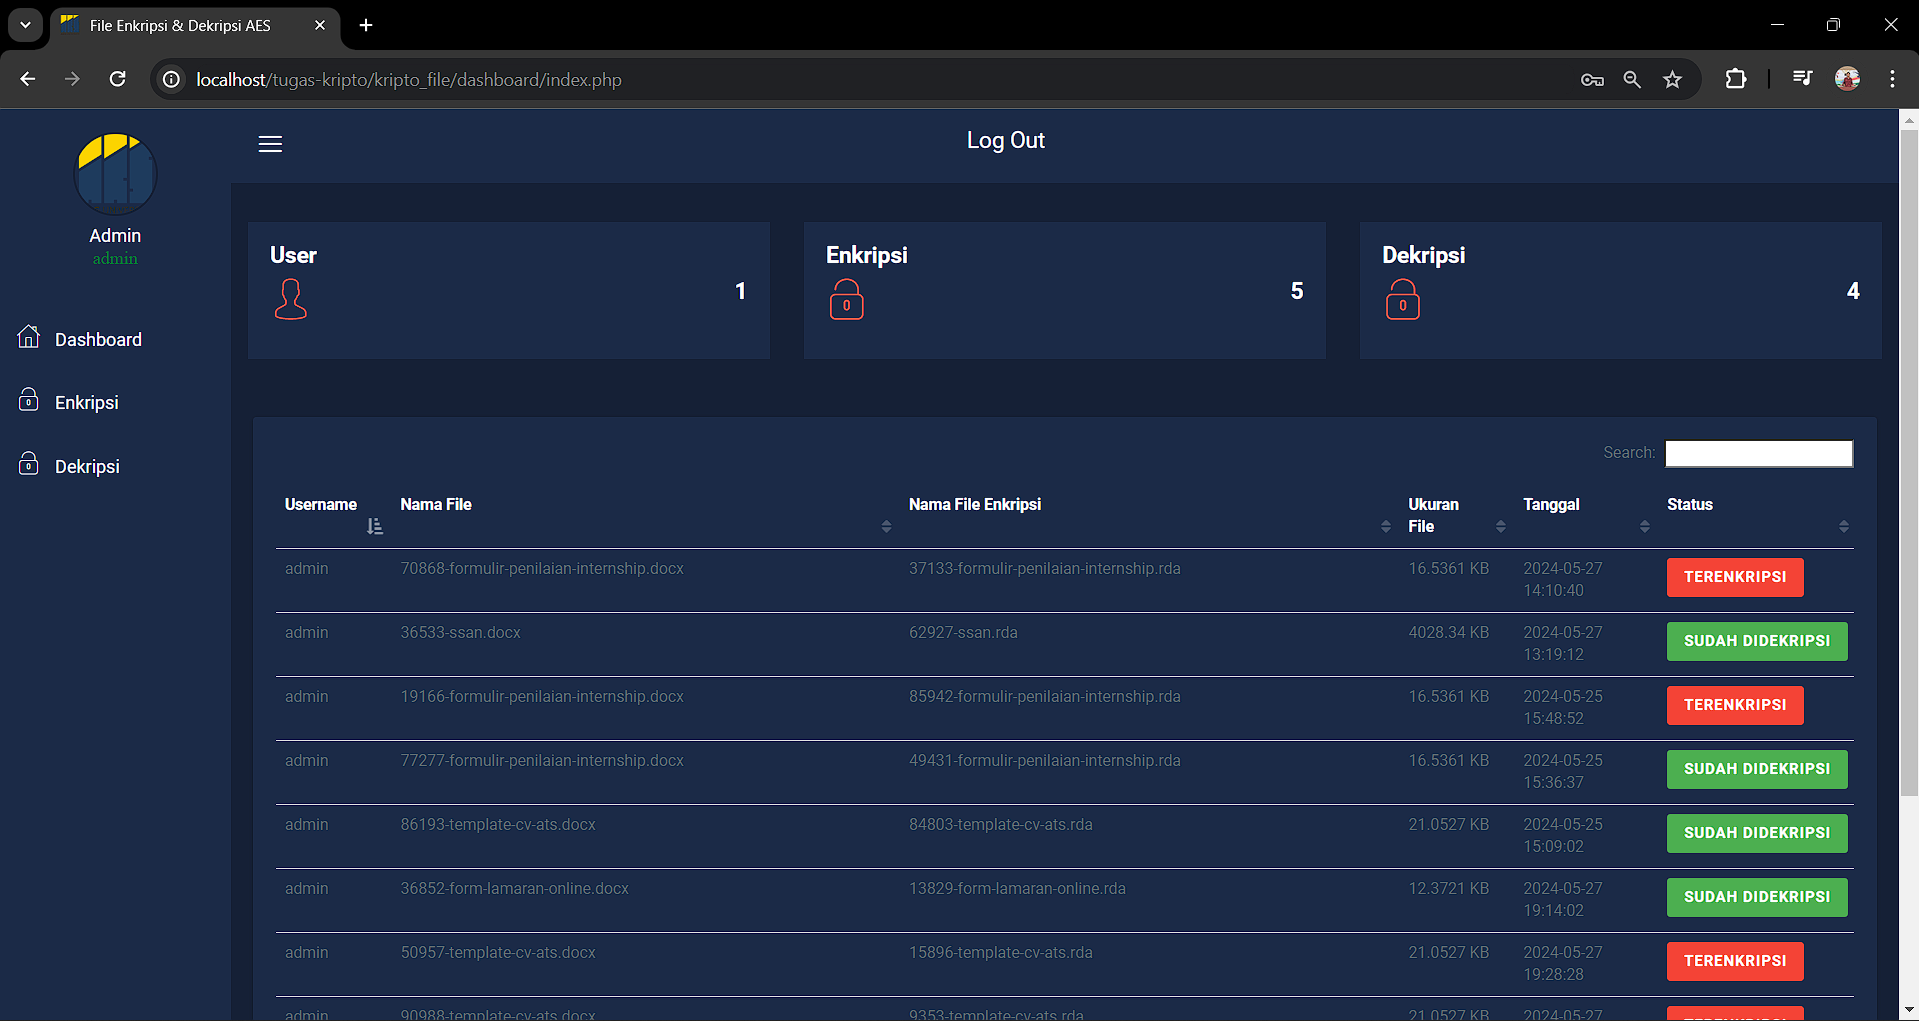 File Enkripsi & Dekripsi AES
localhost/tugas-kripto/kripto_file/dashboard/index.php
Log Out
Admin
admin
Dashboard
Enkripsi
Dekripsi
User
1
Enkripsi
5
Dekripsi
4
Search:
Username Nama File Nama File Enkripsi Ukuran File Tanggal Status
admin 70868-formulir-penilaian-internship.docx 37133-formulir-penilaian-internship.rda 16.5361 KB 2024-05-27 14:10:40 TERENKRIPSI
admin 36533-ssan.docx 62927-ssan.rda 4028.34 KB 2024-05-27 13:19:12 SUDAH DIDEKRIPSI
admin 19166-formulir-penilaian-internship.docx 85942-formulir-penilaian-internship.rda 16.5361 KB 2024-05-25 15:48:52 TERENKRIPSI
admin 77277-formulir-penilaian-internship.docx 49431-formulir-penilaian-internship.rda 16.5361 KB 2024-05-25 15:36:37 SUDAH DIDEKRIPSI
admin 86193-template-cv-ats.docx 84803-template-cv-ats.rda 21.0527 KB 2024-05-25 15:09:02 SUDAH DIDEKRIPSI
admin 36852-form-lamaran-online.docx 13829-form-lamaran-online.rda 12.3721 KB 2024-05-27 19:14:02 SUDAH DIDEKRIPSI
admin 50957-template-cv-ats.docx 15896-template-cv-ats.rda 21.0527 KB 2024-05-27 19:28:28 TERENKRIPSI
admin 90988-template-cv-ats.docx 9353-template-cv-ats.rda 21.0527 KB 2024-05-27